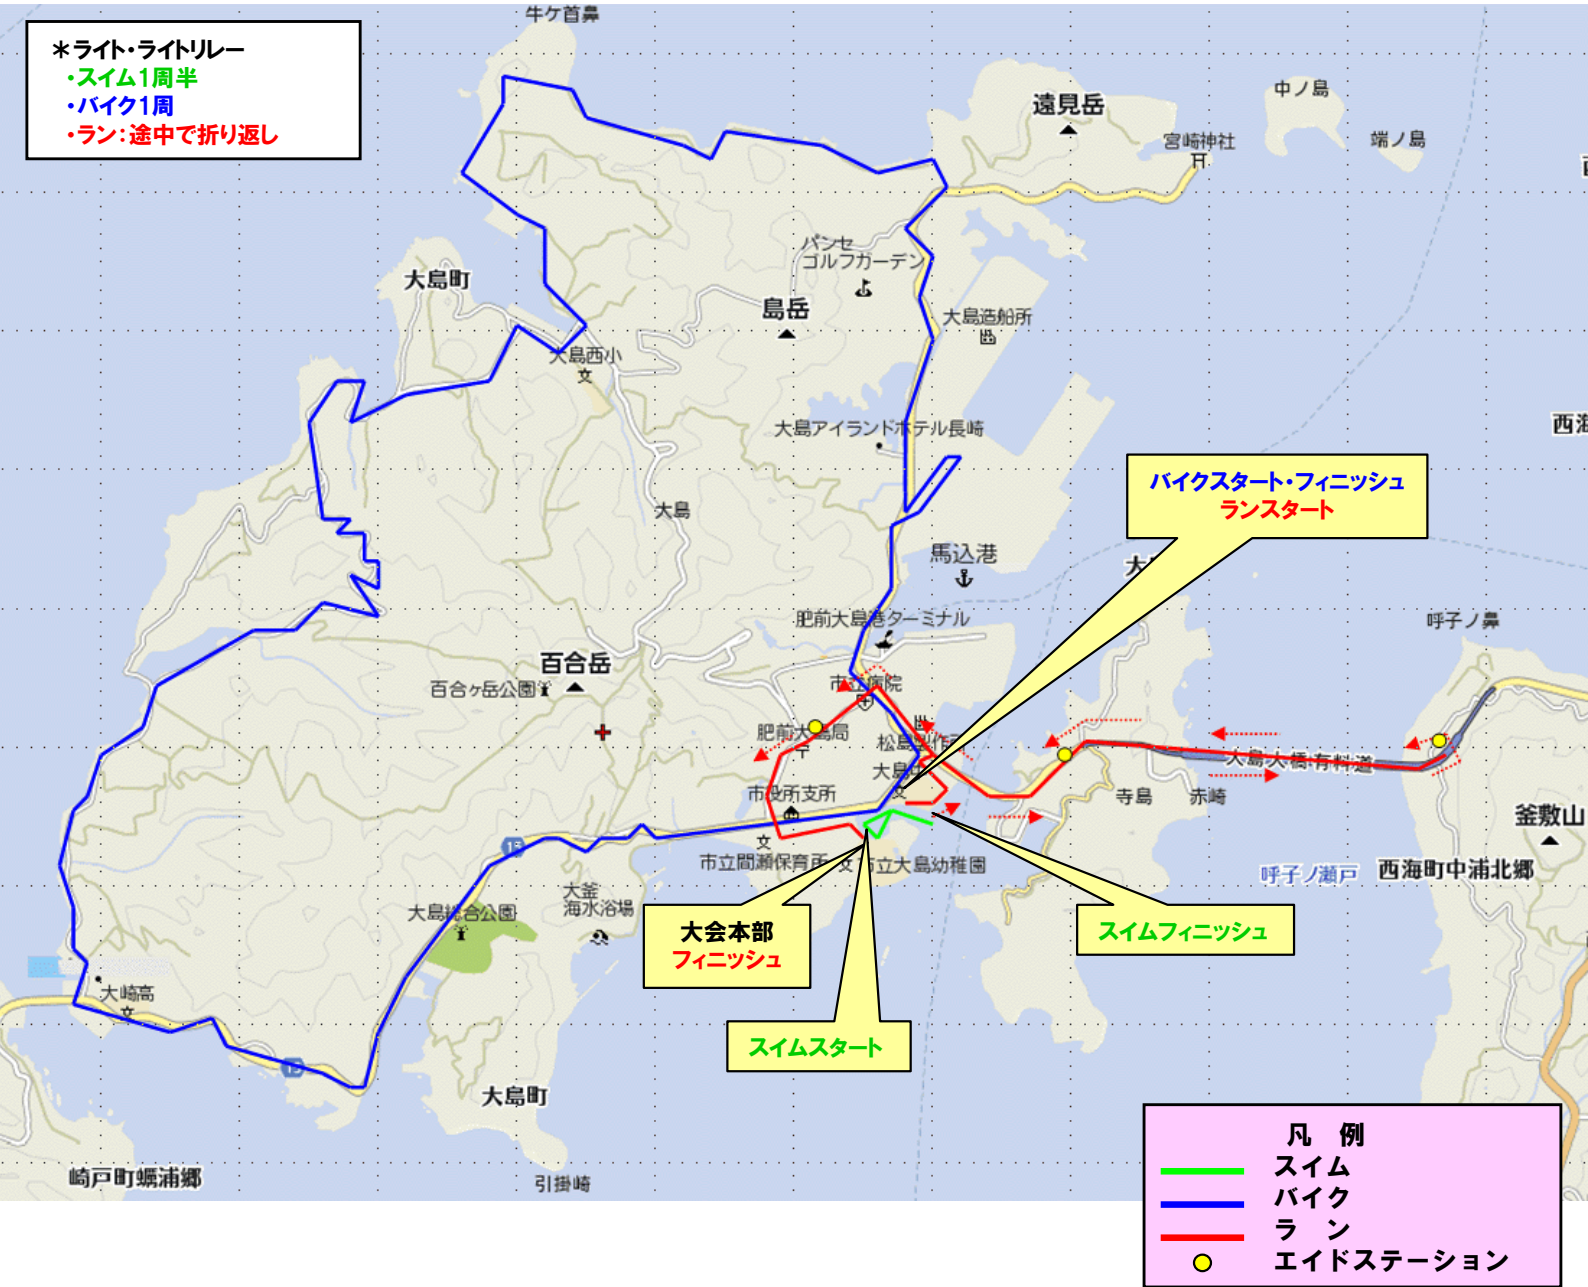 牛ケ首鼻
＊ライト・ライトリレー
・スイム1周半
・バイク1周
・ラン：途中で折り返し
遠見岳
中ノ島
宮崎神社
端ノ島
パンセ
ゴルフガーデン
大島町
島岳
大島造船所
大島西小
西海
大島アイランドホテル長崎
バイクスタート・フィニッシュ
ランスタート
大島
馬込港
肥前大島港ターミナル
呼子ノ鼻
百合岳
百合ヶ岳公園
市立病院
肥前大島局
松島製作所
大島大橋有料道
大島中
市役所支所
寺島
赤崎
釜敷山
市立間瀬保育所
市立大島幼稚園
呼子ノ瀬戸
西海町中浦北郷
大島総合公園
大釜
海水浴場
大会本部
フィニッシュ
スイムフィニッシュ
大崎高
スイムスタート
大島町
崎戸町蠣浦郷
引掛崎
凡 例
スイム
バイク
ラ ン
エイドステーション